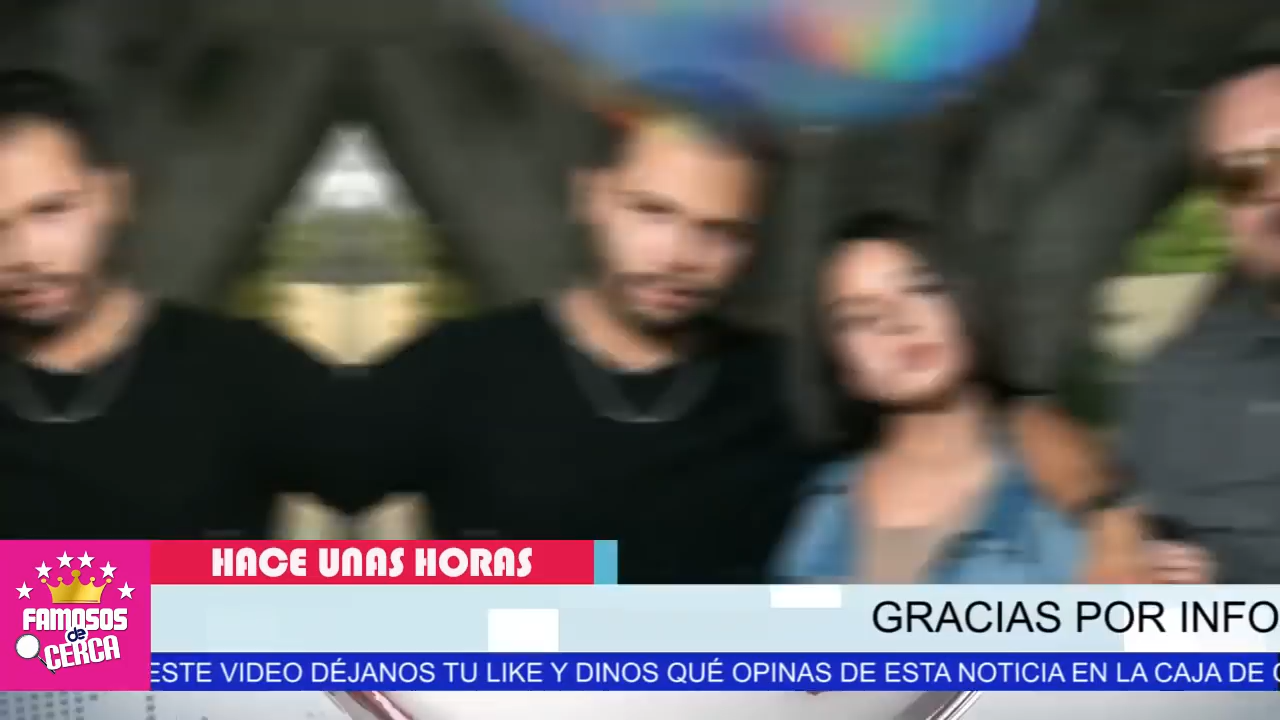 HACE UNAS HORAS
FAMOSOS
de
CERCA
GRACIAS POR INFO
ESTE VIDEO DÉJANOS TU LIKE Y DINOS QUÉ OPINAS DE ESTA NOTICIA EN LA CAJA DE